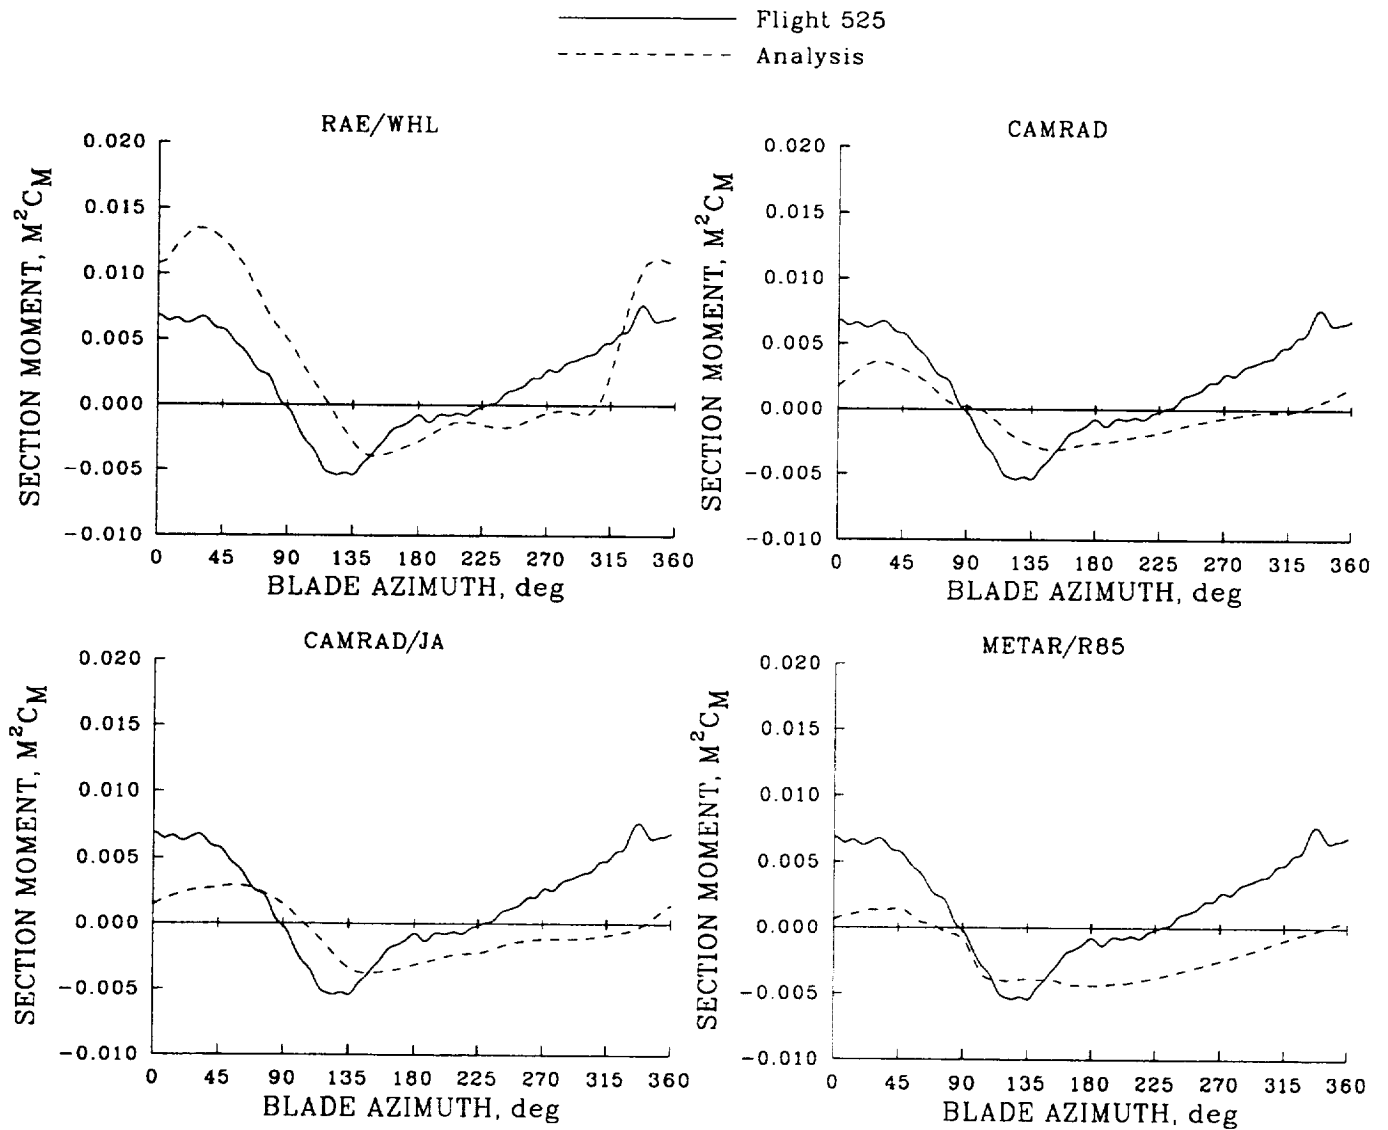 Flight 525
Analysis
RAE/WHL
0.020
0.015
0.010
0.005
0.000
−0.005
−0.010
SECTION MOMENT, M²C_M
0 45 90 135 180 225 270 315 360
BLADE AZIMUTH, deg
CAMRAD
0.020
0.015
0.010
0.005
0.000
−0.005
−0.010
SECTION MOMENT, M²C_M
0 45 90 135 180 225 270 315 360
BLADE AZIMUTH, deg
CAMRAD/JA
0.020
0.015
0.010
0.005
0.000
−0.005
−0.010
SECTION MOMENT, M²C_M
0 45 90 135 180 225 270 315 360
BLADE AZIMUTH, deg
METAR/R85
0.020
0.015
0.010
0.005
0.000
−0.005
−0.010
SECTION MOMENT, M²C_M
0 45 90 135 180 225 270 315 360
BLADE AZIMUTH, deg